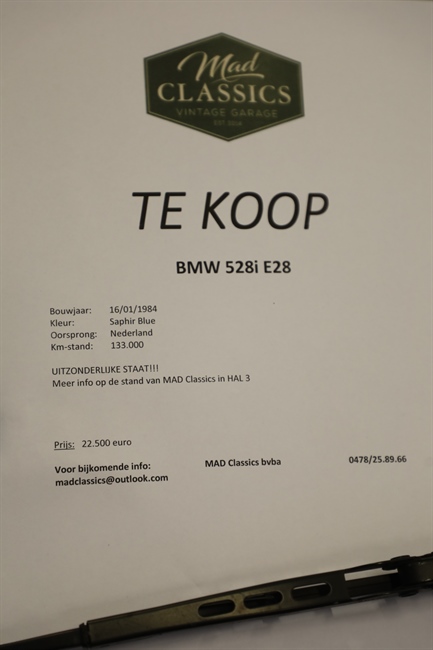 Mad
CLASSICS
VINTAGE GARAGE
TE KOOP
BMW 528i E28
Bouwjaar: 16/01/1984
Kleur: Saphir Blue
Oorsprong: Nederland
Km-stand: 133.000
UITZONDERLIJKE STAAT!!!
Meer info op de stand van MAD Classics in HAL 3
Prijs: 22.500 euro
Voor bijkomende info: MAD Classics bvba 0478/25.89.66
madclassics@outlook.com